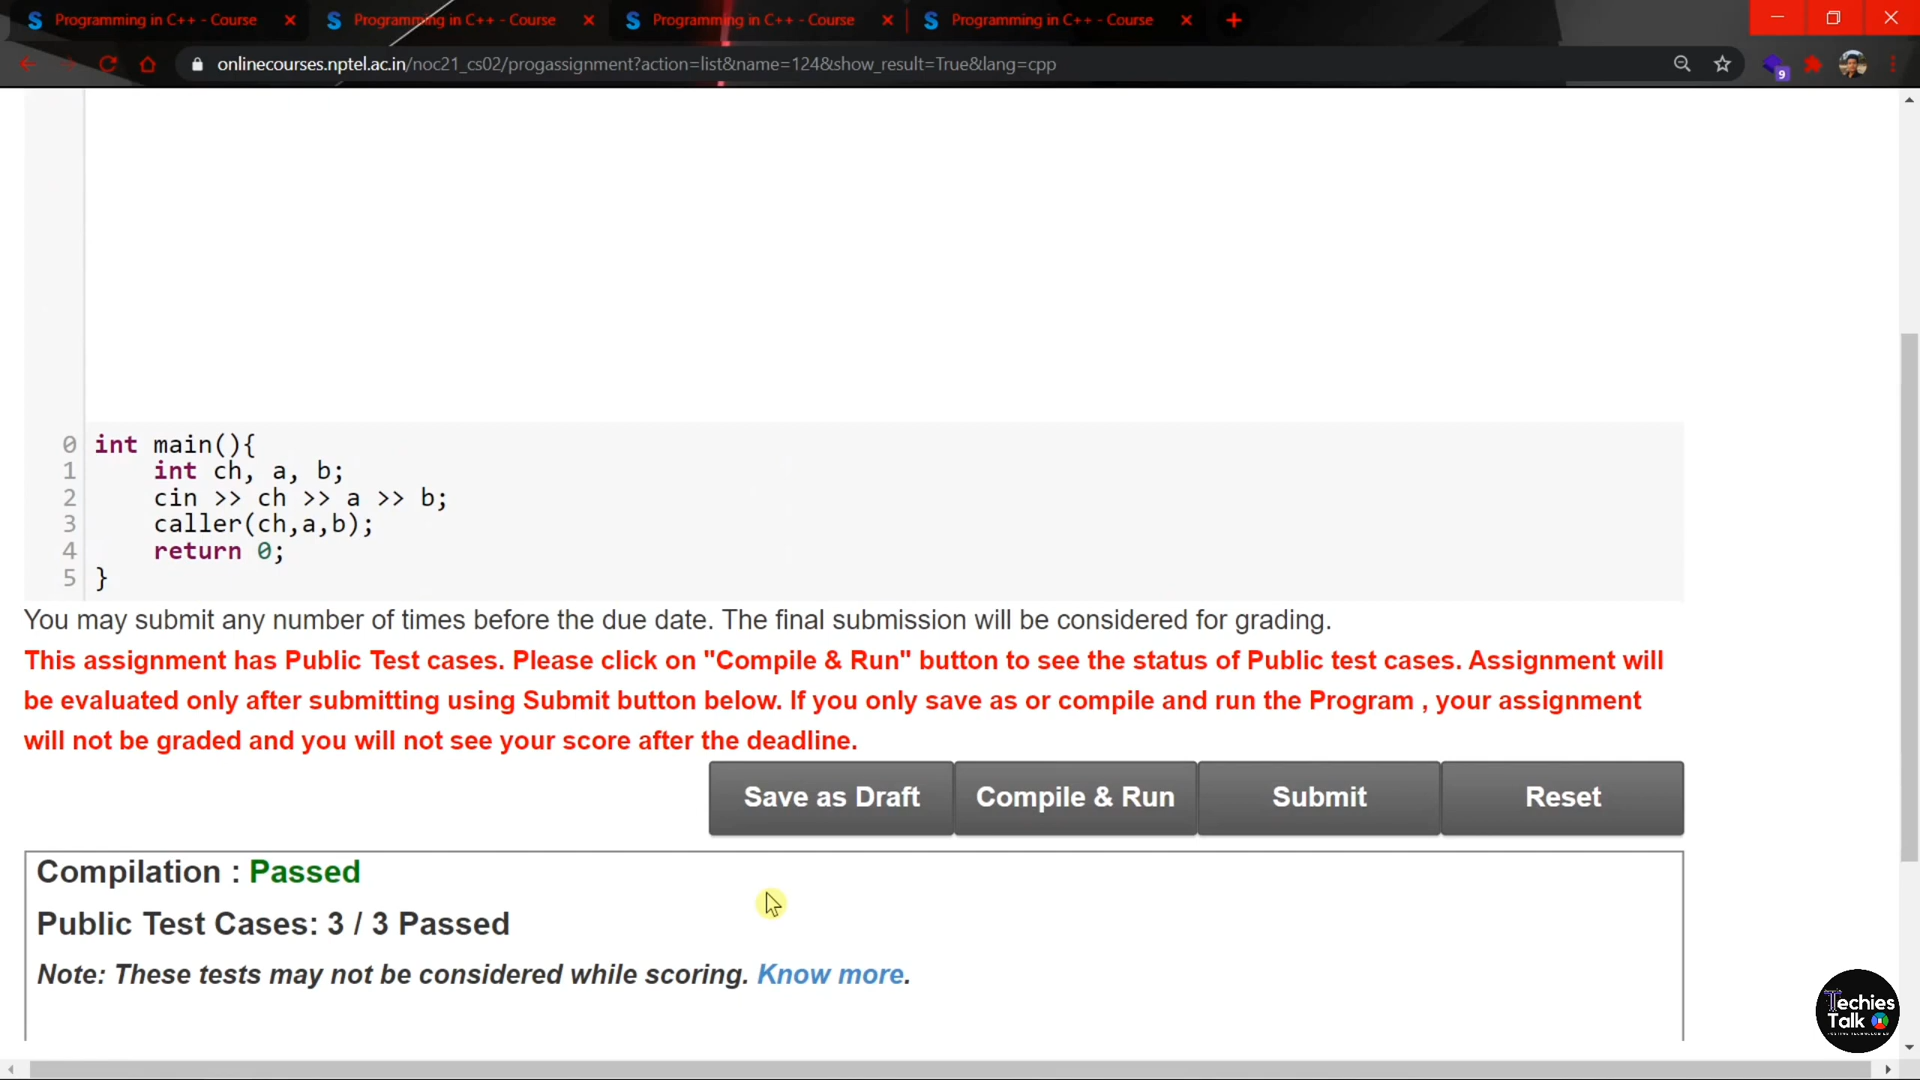 Programming in C++ - Course
Programming in C++ - Course
Programming in C++ - Course
Programming in C++ - Course
onlinecourses.nptel.ac.in/noc21_cs02/progassignment?action=list&name=124&show_result=True&lang=cpp
9
0 int main(){
1 int ch, a, b;
2 cin >> ch >> a >> b;
3 caller(ch,a,b);
4 return 0;
5 }
You may submit any number of times before the due date. The final submission will be considered for grading.
This assignment has Public Test cases. Please click on "Compile & Run" button to see the status of Public test cases. Assignment will
be evaluated only after submitting using Submit button below. If you only save as or compile and run the Program , your assignment
will not be graded and you will not see your score after the deadline.
Save as Draft
Compile & Run
Submit
Reset
Compilation : Passed
Public Test Cases: 3 / 3 Passed
Note: These tests may not be considered while scoring. Know more.
Techies
Talk